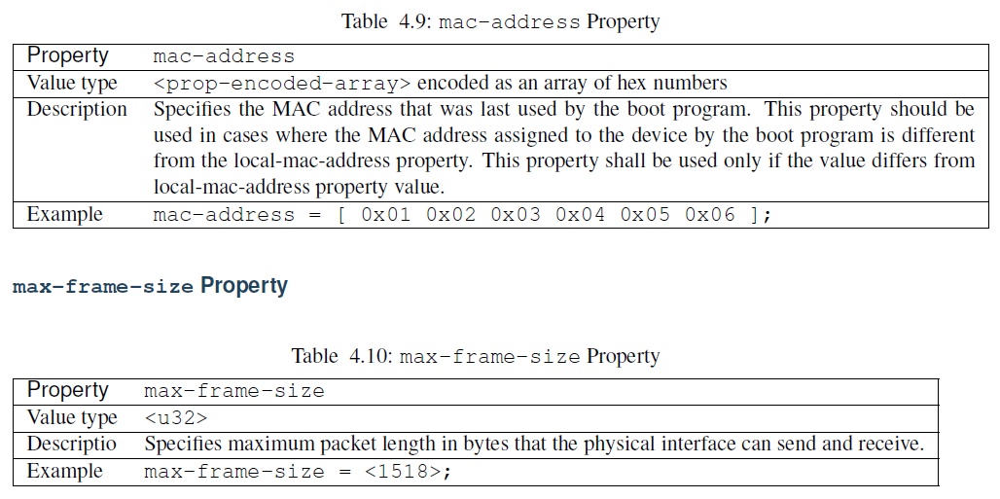 Table 4.9: mac-address Property
Property mac-address
Value type <prop-encoded-array> encoded as an array of hex numbers
Description Specifies the MAC address that was last used by the boot program. This property should be
used in cases where the MAC address assigned to the device by the boot program is different
from the local-mac-address property. This property shall be used only if the value differs from
local-mac-address property value.
Example mac-address = [ 0x01 0x02 0x03 0x04 0x05 0x06 ];
max-frame-size Property
Table 4.10: max-frame-size Property
Property max-frame-size
Value type <u32>
Descriptio Specifies maximum packet length in bytes that the physical interface can send and receive.
Example max-frame-size = <1518>;